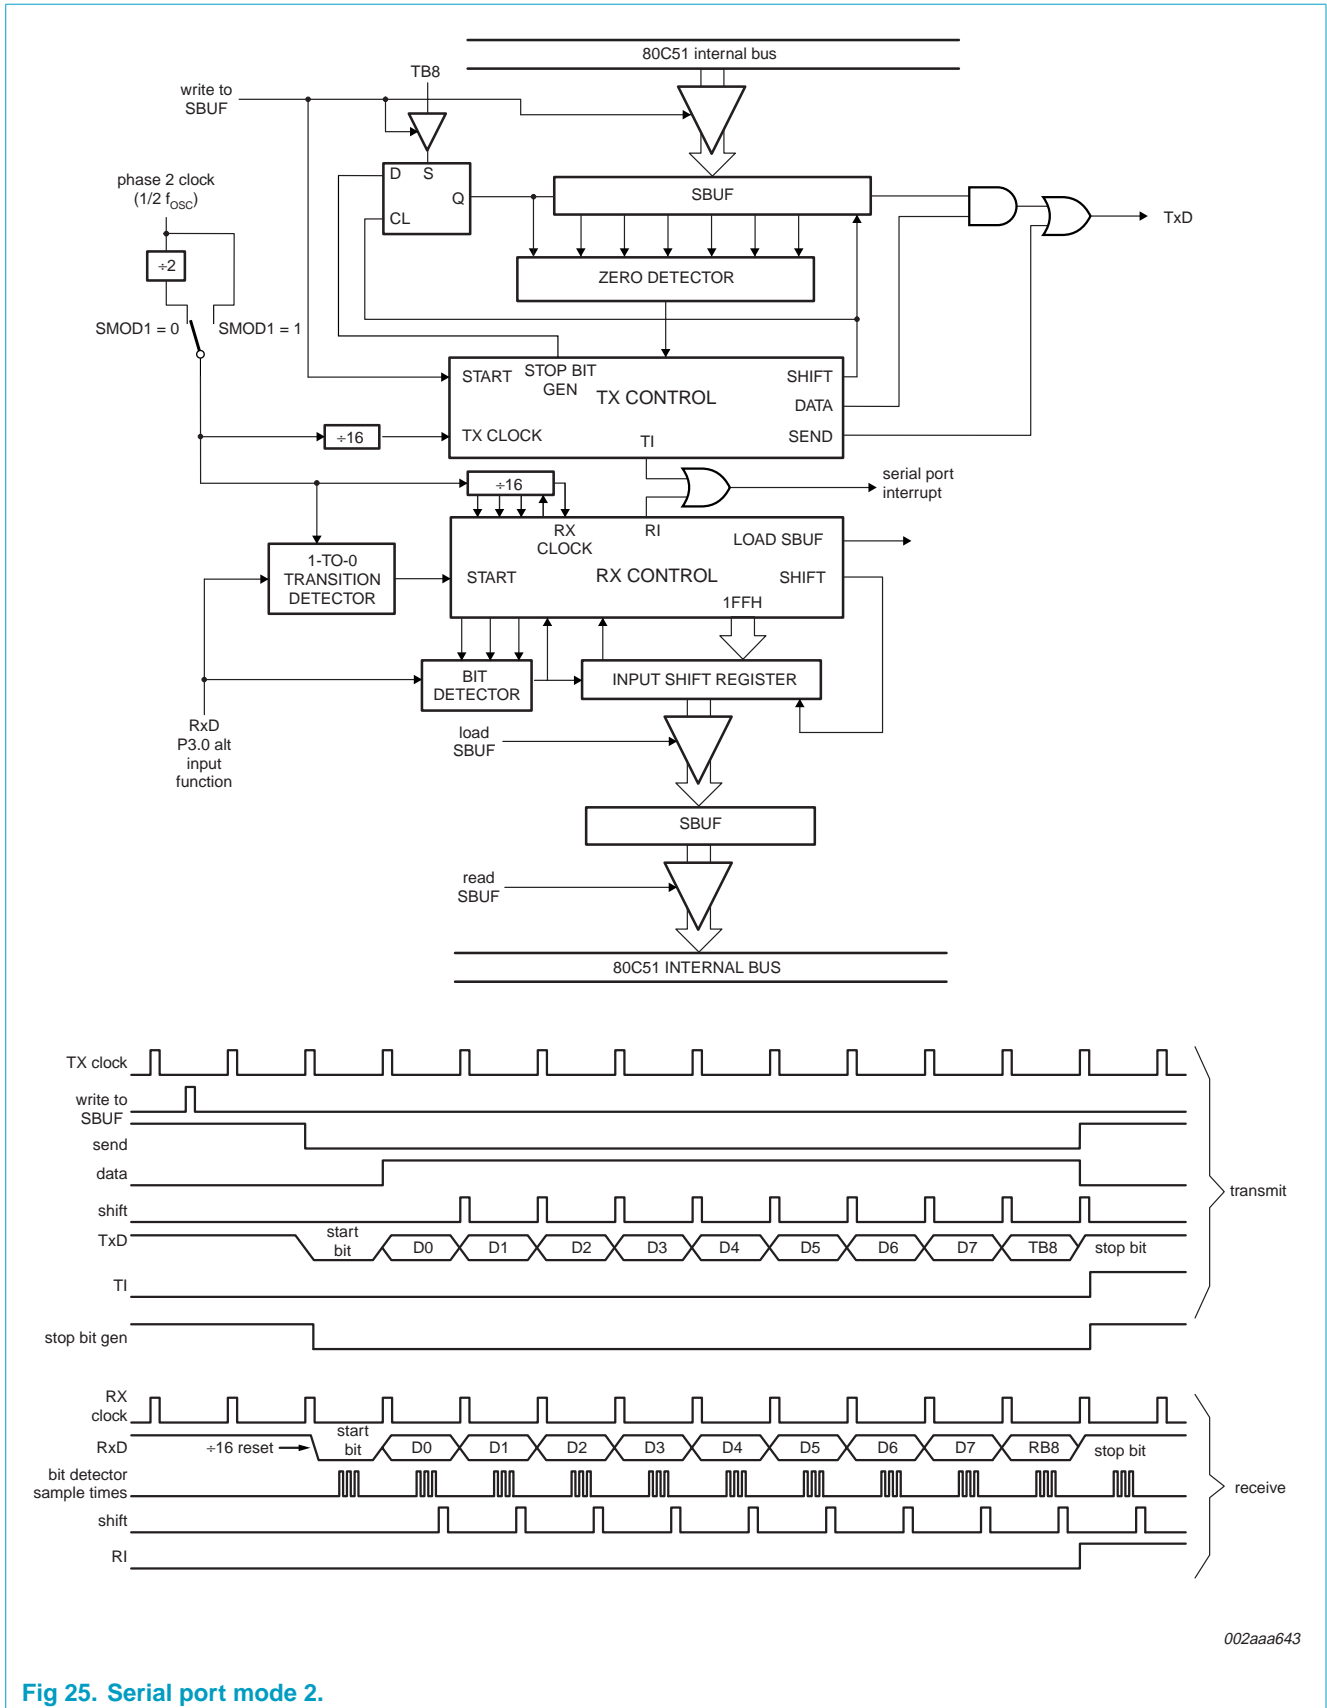 80C51 internal bus
TB8
write to
SBUF
phase 2 clock
(1/2 fOSC)
÷2
SMOD1 = 0
SMOD1 = 1
D
S
Q
CL
SBUF
TxD
ZERO DETECTOR
START
STOP BIT
GEN
SHIFT
TX CONTROL
DATA
÷16
TX CLOCK
TI
SEND
serial port
interrupt
÷16
RX
CLOCK
RI
LOAD SBUF
1-TO-0
TRANSITION
DETECTOR
START
RX CONTROL
SHIFT
1FFH
BIT
DETECTOR
INPUT SHIFT REGISTER
RxD
P3.0 alt
input
function
load
SBUF
SBUF
read
SBUF
80C51 INTERNAL BUS
TX clock
write to
SBUF
send
data
shift
transmit
TxD
start
bit
D0 D1 D2 D3 D4 D5 D6 D7 TB8 stop bit
TI
stop bit gen
RX
clock
RxD
÷16 reset
start
bit
D0 D1 D2 D3 D4 D5 D6 D7 RB8 stop bit
bit detector
sample times
receive
shift
RI
002aaa643
Fig 25. Serial port mode 2.